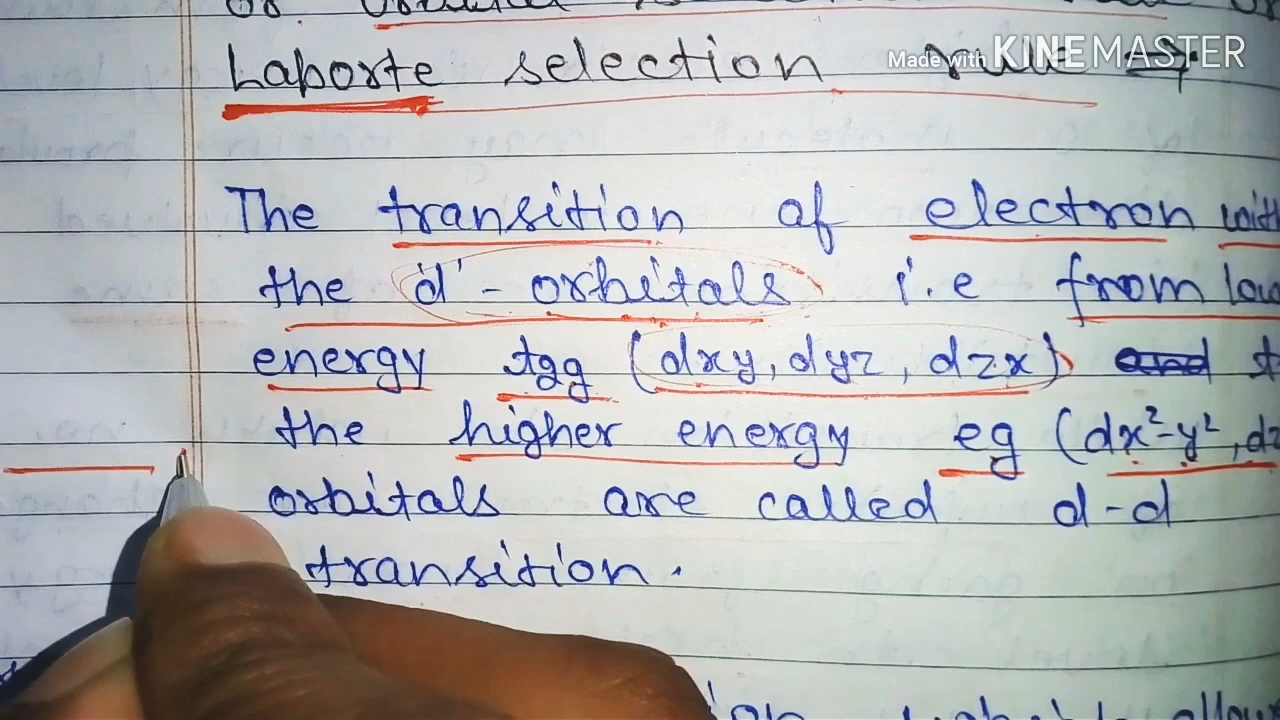 Made with KINEMASTER
Laporte selection rule ⇒
The transition of electron
the 'd' - orbitals i.e from
energy t2g (dxy, dyz, dzx)
the higher energy eg (dx²-y²,
orbitals are called d-d
transition.